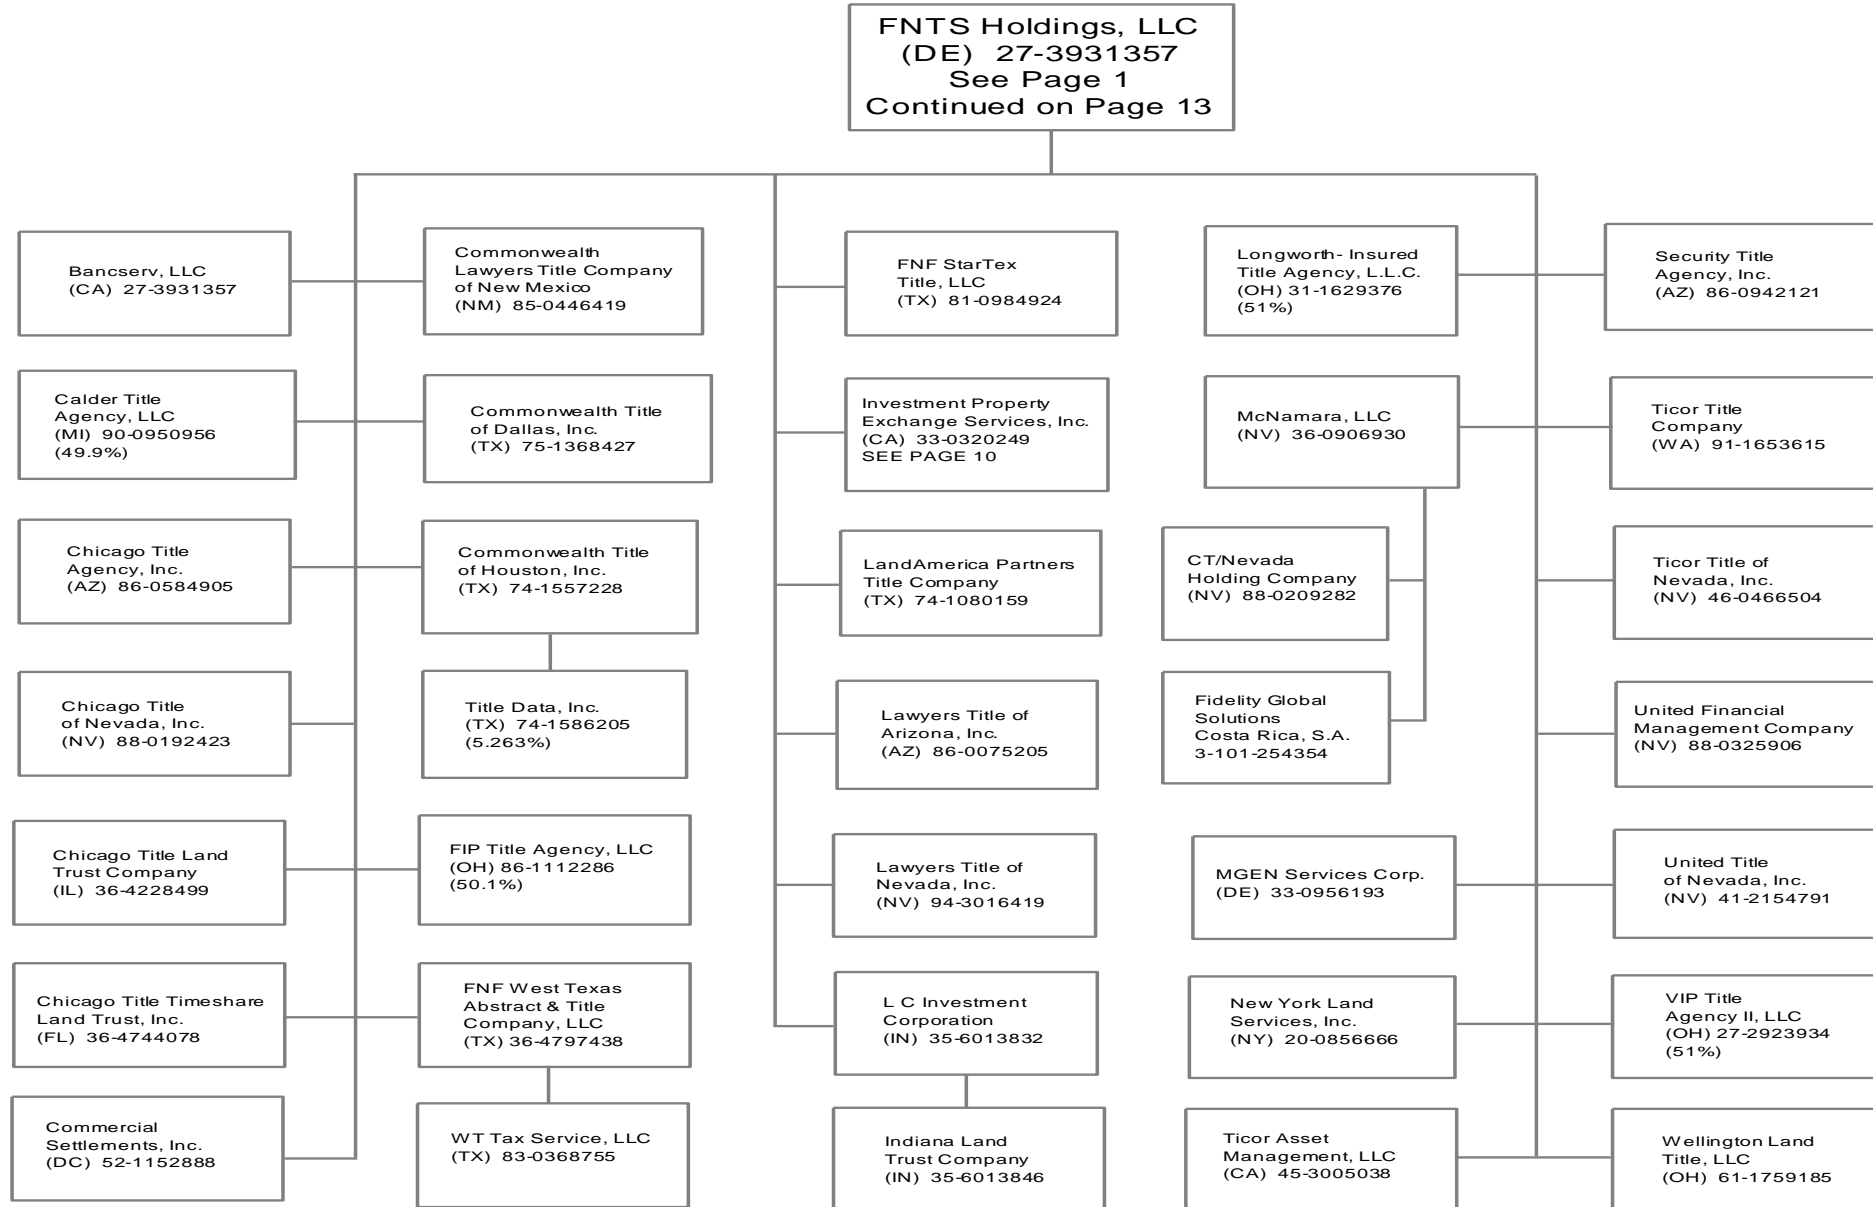 FNTS Holdings, LLC
(DE) 27-3931357
See Page 1
Continued on Page 13
Bancserv, LLC
(CA) 27-3931357
Commonwealth
Lawyers Title Company
of New Mexico
(NM) 85-0446419
FNF StarTex
Title, LLC
(TX) 81-0984924
Longworth- Insured
Title Agency, L.L.C.
(OH) 31-1629376
(51%)
Security Title
Agency, Inc.
(AZ) 86-0942121
Calder Title
Agency, LLC
(MI) 90-0950956
(49.9%)
Commonwealth Title
of Dallas, Inc.
(TX) 75-1368427
Investment Property
Exchange Services, Inc.
(CA) 33-0320249
SEE PAGE 10
McNamara, LLC
(NV) 36-0906930
Ticor Title
Company
(WA) 91-1653615
Chicago Title
Agency, Inc.
(AZ) 86-0584905
Commonwealth Title
of Houston, Inc.
(TX) 74-1557228
LandAmerica Partners
Title Company
(TX) 74-1080159
CT/Nevada
Holding Company
(NV) 88-0209282
Ticor Title of
Nevada, Inc.
(NV) 46-0466504
Chicago Title
of Nevada, Inc.
(NV) 88-0192423
Title Data, Inc.
(TX) 74-1586205
(5.263%)
Lawyers Title of
Arizona, Inc.
(AZ) 86-0075205
Fidelity Global
Solutions
Costa Rica, S.A.
3-101-254354
United Financial
Management Company
(NV) 88-0325906
Chicago Title Land
Trust Company
(IL) 36-4228499
FIP Title Agency, LLC
(OH) 86-1112286
(50.1%)
Lawyers Title of
Nevada, Inc.
(NV) 94-3016419
MGEN Services Corp.
(DE) 33-0956193
United Title
of Nevada, Inc.
(NV) 41-2154791
Chicago Title Timeshare
Land Trust, Inc.
(FL) 36-4744078
FNF West Texas
Abstract & Title
Company, LLC
(TX) 36-4797438
L C Investment
Corporation
(IN) 35-6013832
New York Land
Services, Inc.
(NY) 20-0856666
VIP Title
Agency II, LLC
(OH) 27-2923934
(51%)
Commercial
Settlements, Inc.
(DC) 52-1152888
WT Tax Service, LLC
(TX) 83-0368755
Indiana Land
Trust Company
(IN) 35-6013846
Ticor Asset
Management, LLC
(CA) 45-3005038
Wellington Land
Title, LLC
(OH) 61-1759185